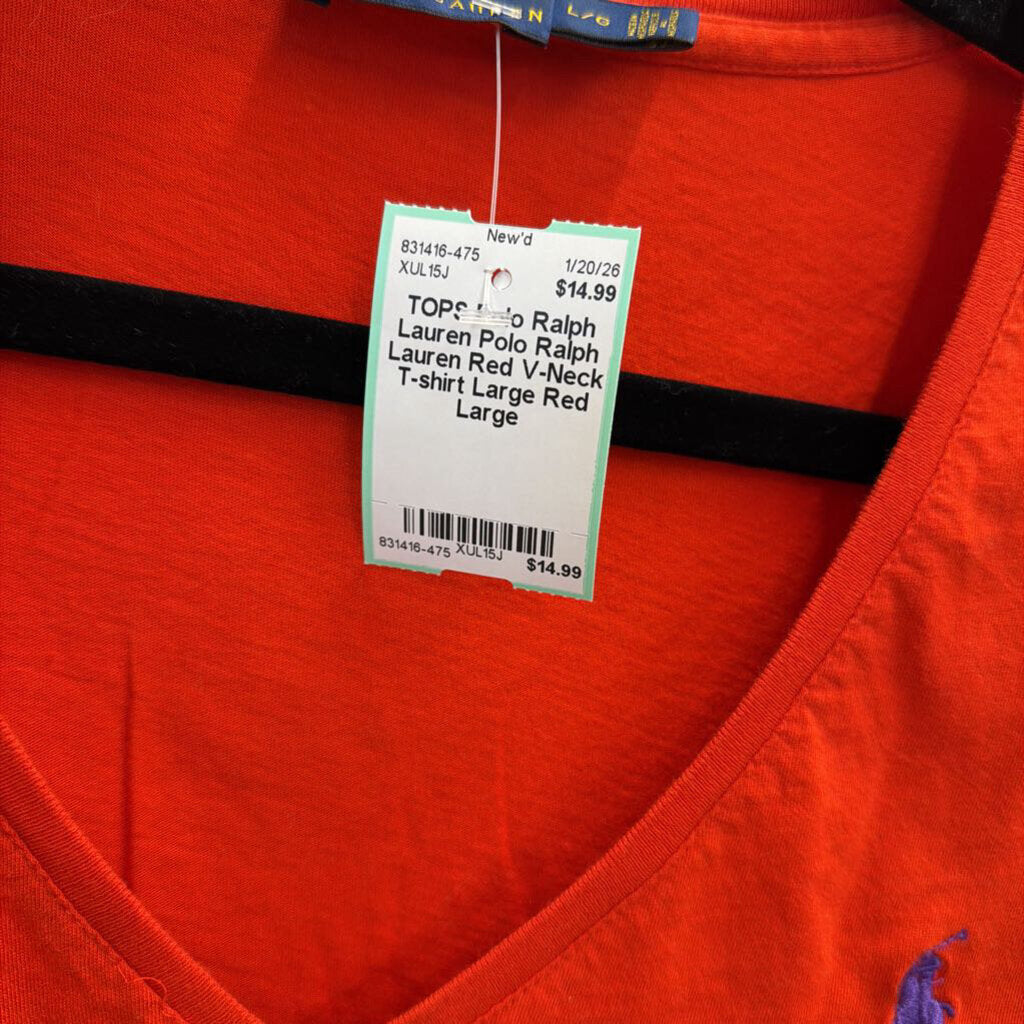 L/G
New'd
831416-475
1/20/26
XUL15J
$14.99
TOPS Ralph
Lauren Polo Ralph
Lauren Red V-Neck
T-shirt Large Red
Large
831416-475 XUL15J
$14.99